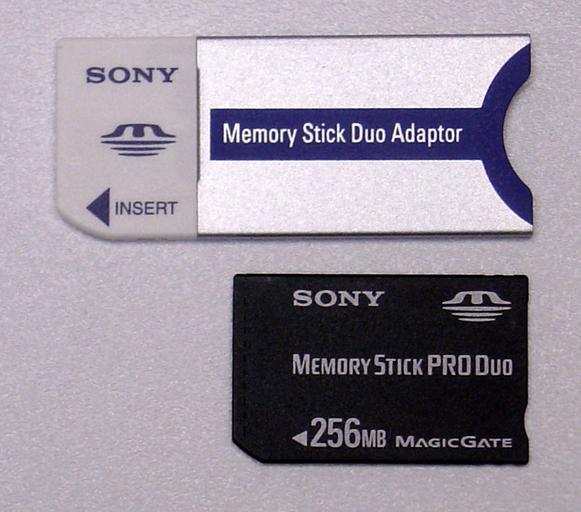 SONY
Memory Stick Duo Adaptor
INSERT
SONY
MEMORY STICK PRO DUO
256MB MAGICGATE